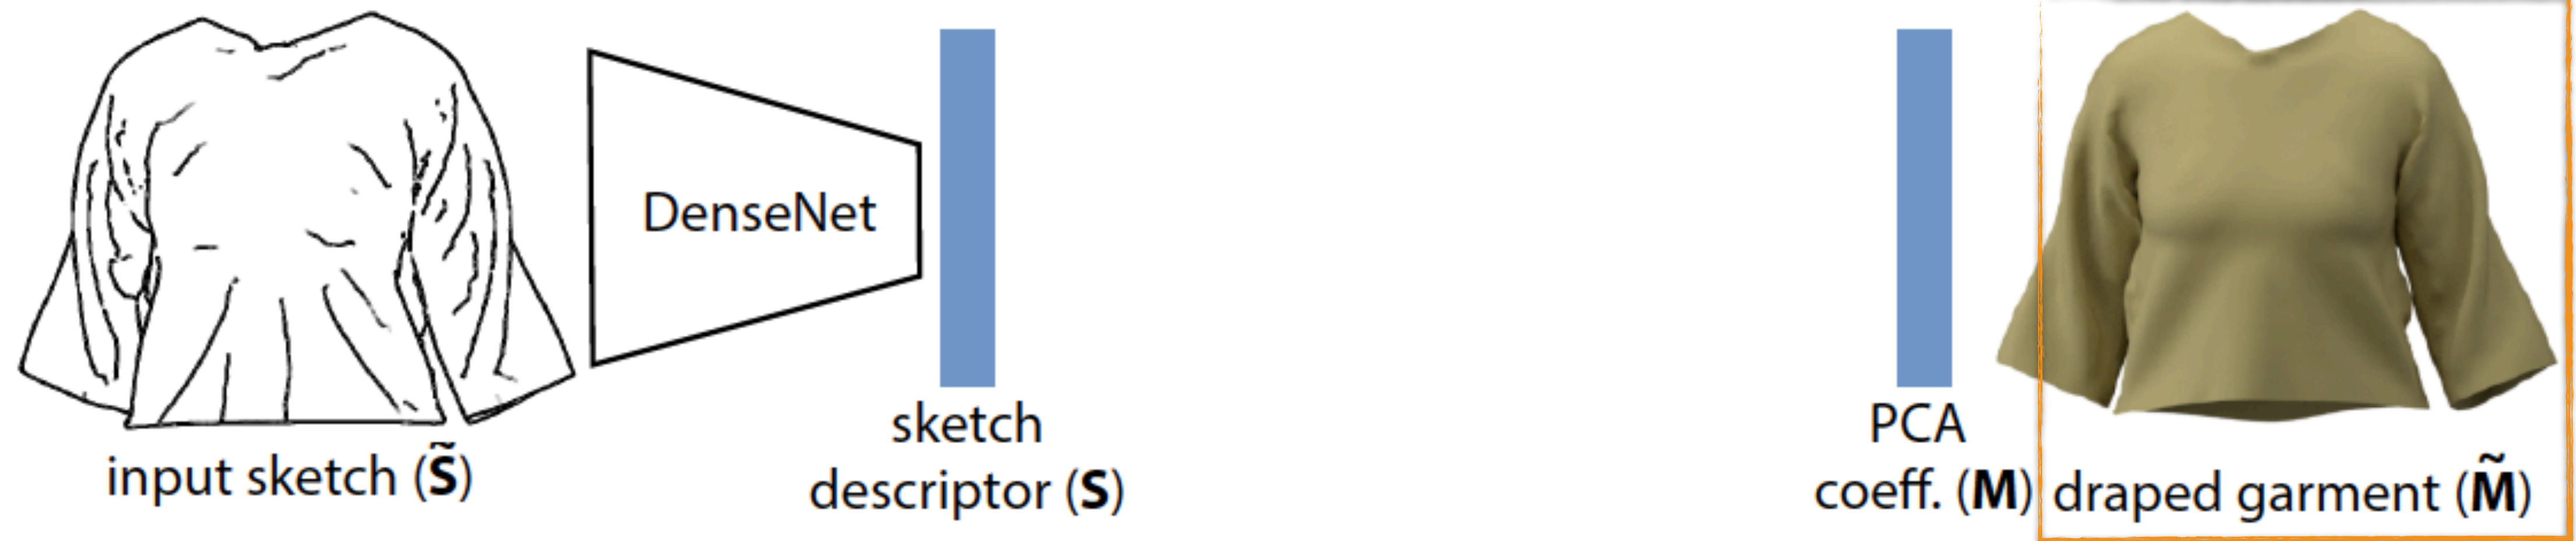 DenseNet
input sketch (S̃)
sketch
descriptor (S)
PCA
coeff. (M)
draped garment (M̃)